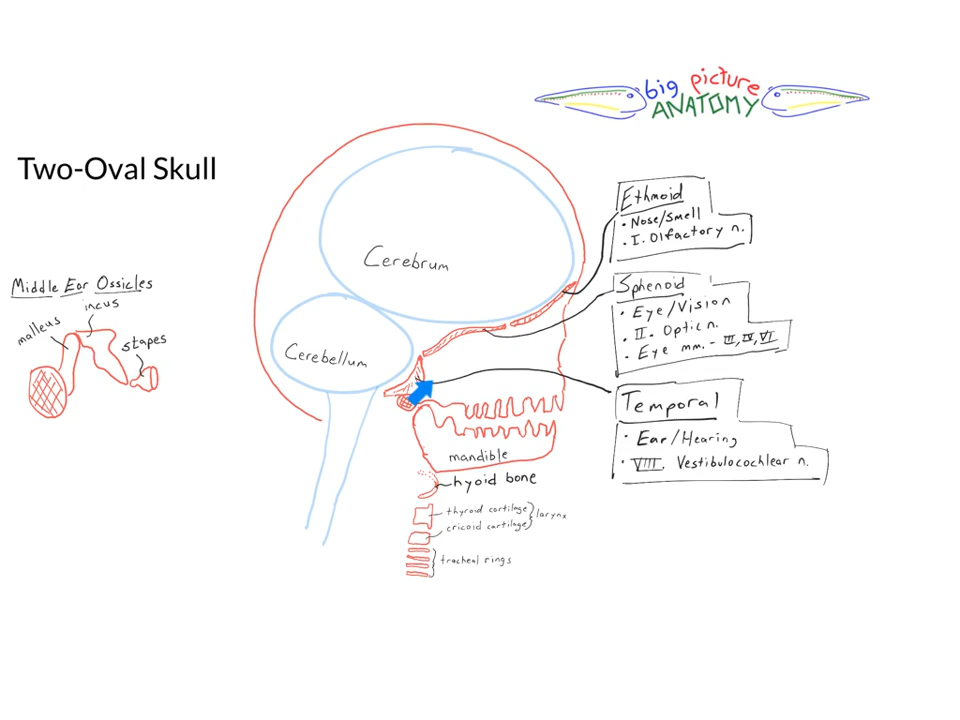 big picture
ANATOMY
Two-Oval Skull
Ethmoid
• Nose/Smell
• I. Olfactory n.
Cerebrum
Sphenoid
• Eye/Vision
• II. Optic n.
• Eye mm. - III, IV, VI
Middle Ear Ossicles
incus
malleus
stapes
Cerebellum
Temporal
• Ear/Hearing
• VIII. Vestibulocochlear n.
mandible
hyoid bone
thyroid cartilage
larynx
cricoid cartilage
tracheal rings